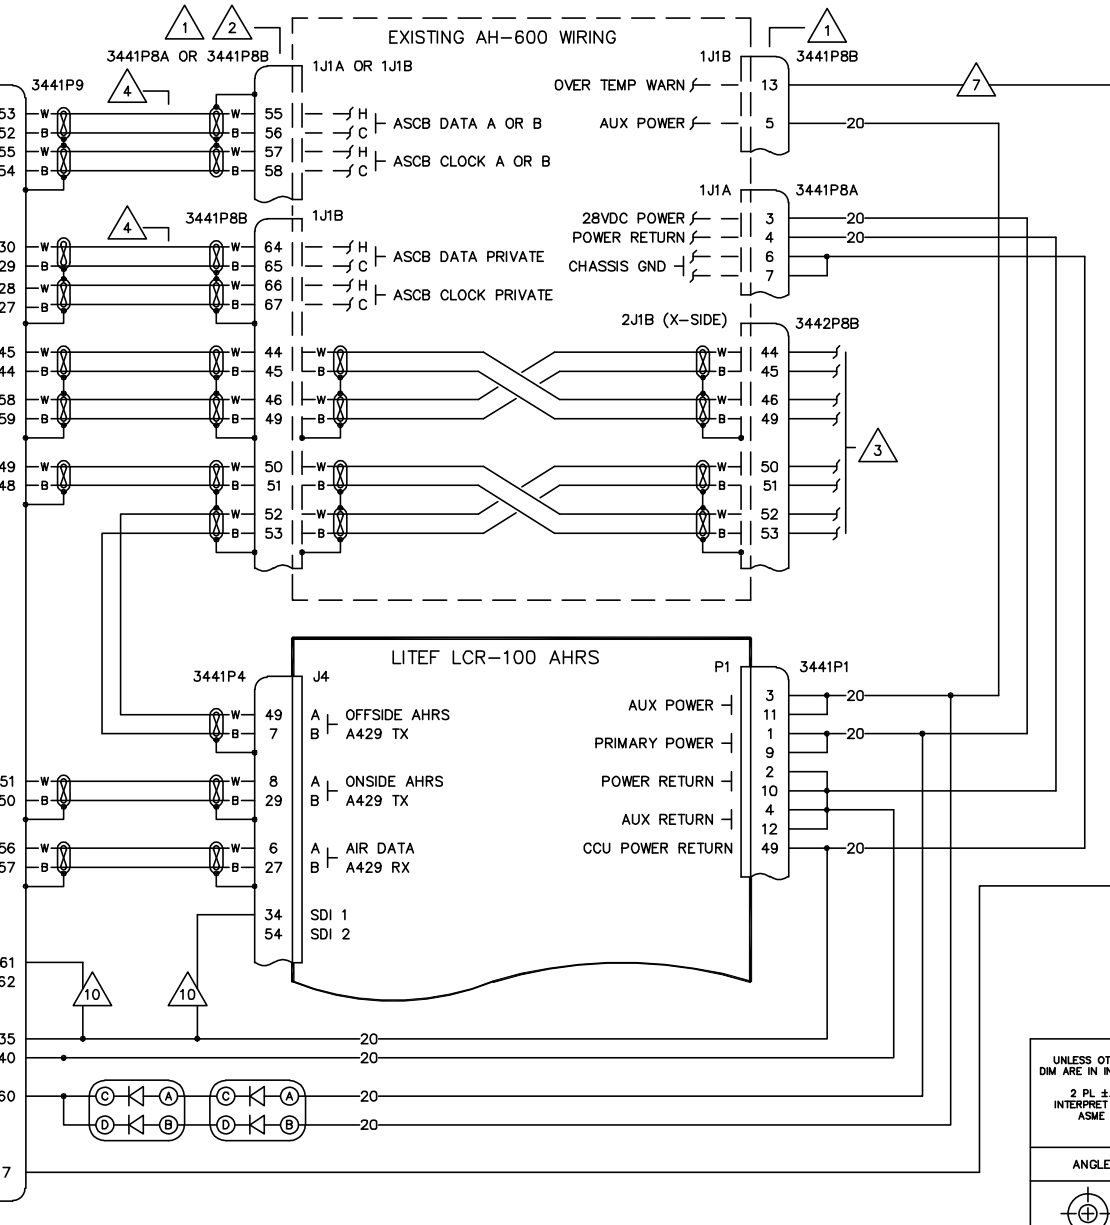 EXISTING AH-600 WIRING
1 2 1
3441P8A OR 3441P8B 1J1A OR 1J1B 1J1B 3441P8B
3441P9 4 OVER TEMP WARN 13 7
53 W W 55 H
ASCB DATA A OR B AUX POWER 5 20
52 B B 56 C
55 W W 57 H
ASCB CLOCK A OR B
54 B B 58 C
1J1A 3441P8A
4 3441P8B 1J1B 28VDC POWER 3 20
POWER RETURN 4 20
30 W W 64 H
ASCB DATA PRIVATE CHASSIS GND 6
29 B B 65 C 7
28 W W 66 H
ASCB CLOCK PRIVATE
27 B B 67 C
2J1B (X-SIDE) 3442P8B
45 W W 44 W W 44
44 B B 45 B B 45
58 W W 46 W W 46
59 B B 49 B B 49
3
49 W W 50 W W 50
48 B B 51 B B 51
W 52 W W 52
B 53 B B 53
LITEF LCR-100 AHRS
3441P4 J4 P1 3441P1
AUX POWER 3 20
W 49 A OFFSIDE AHRS 11
B 7 B A429 TX 1 20
PRIMARY POWER 9
51 W W 8 A ONSIDE AHRS POWER RETURN 2
50 B B 29 B A429 TX 10
AUX RETURN 4
12
56 W W 6 A AIR DATA CCU POWER RETURN 49 20
57 B B 27 B A429 RX
34 SDI 1
54 SDI 2
61
62
10 10
35 20
40 20
60 C A C A 20
D B D B 20
7
UNLESS OT
DIM ARE IN IN
2 PL ±.
INTERPRET
ASME
ANGLE